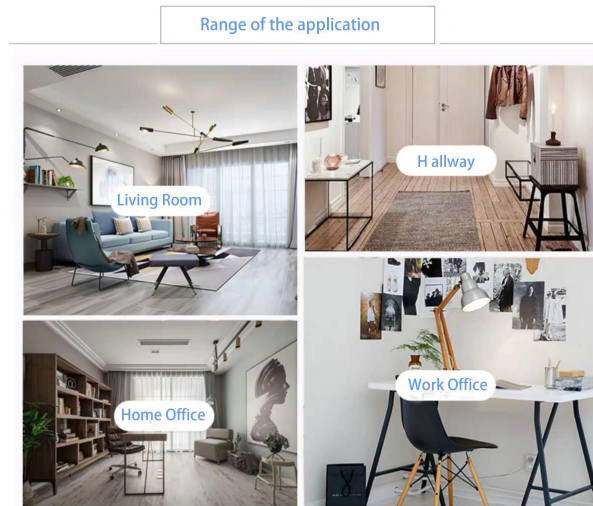 Range of the application
Living Room
H allway
Home Office
Work Office